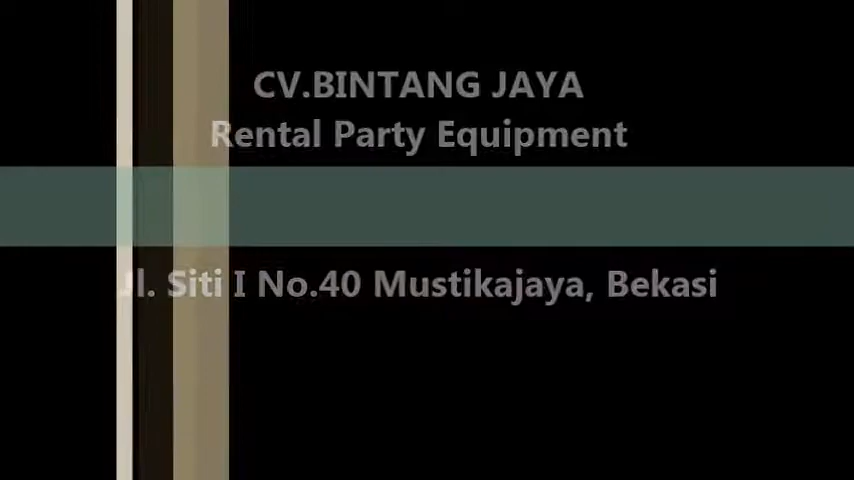 CV.BINTANG JAYA
Rental Party Equipment
Jl. Siti I No.40 Mustikajaya, Bekasi